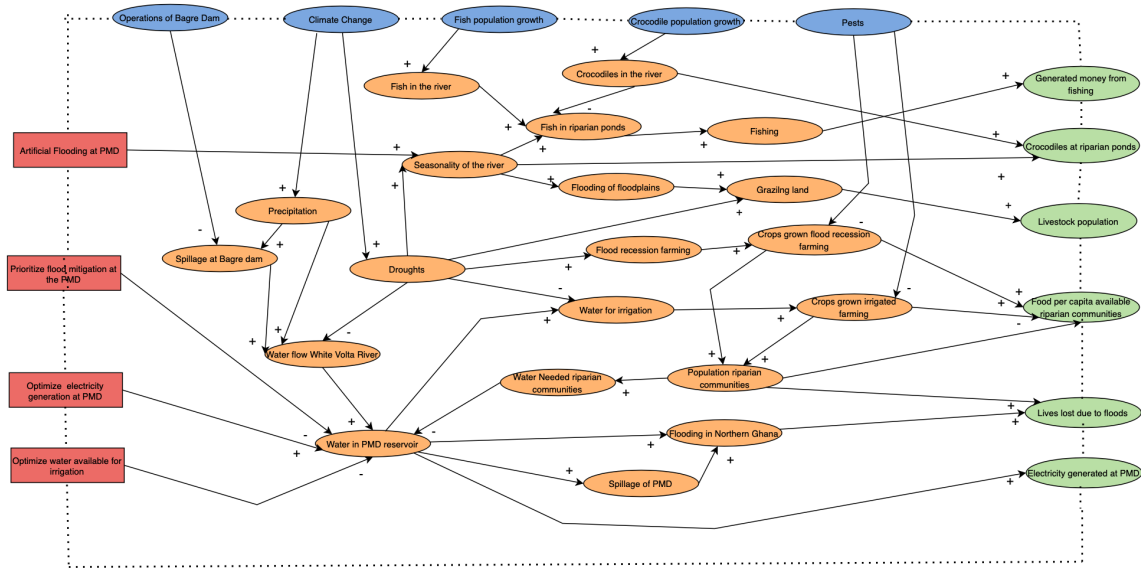 Operations of Bagre Dam
Climate Change
Fish population growth
Crocodile population growth
Pests
+
+
Crocodiles in the river
Fish in the river
+
Generated money from
fishing
-
+
Fish in riparian ponds
+
Fishing
+
Artificial Flooding at PMD
+
+
Crocodiles at riparian ponds
Seasonality of the river
+
+
+
+
+
Flooding of floodplains
Grazilng land
+
+
+
Livestock population
Precipitation
-
-
+
+
Spillage at Bagre dam
Flood recession farming
+
+
Crops grown flood recession
farming
Prioritize flood mitigation at
the PMD
Droughts
-
-
+
+
Food per capita available
riparian communities
Water for irrigation
+
Crops grown irrigated
farming
+
-
+
+
-
Water flow White Volta River
+
+
Optimize electricity
generation at PMD
Water Needed riparian
communities
+
Population riparian
communities
+
Lives lost due to floods
+
+
-
-
+
Water in PMD reservoir
+
Flooding in Northern Ghana
Optimize water available for
irrigation
-
+
+
Spillage of PMD
+
Electricity generated at PMD